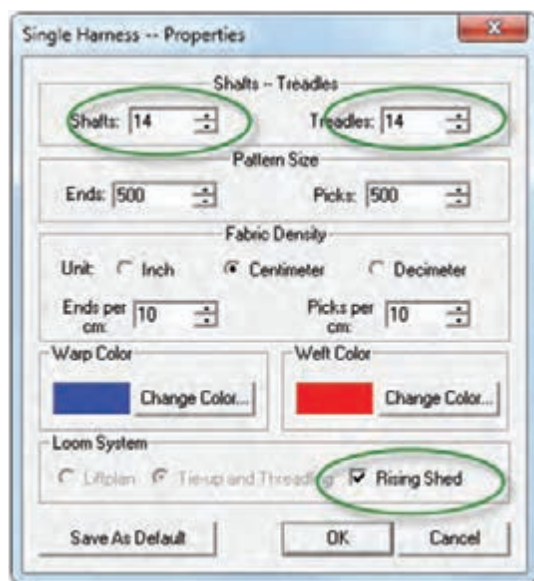 Single Harness -- Properties
Shafts -- Treadles
Shafts: 14 Treadles: 14
Pattern Size
Ends: 500 Picks: 500
Fabric Density
Unit: Inch Centimeter Decimeter
Ends per cm: 10 Picks per cm: 10
Warp Color Weft Color
Change Color... Change Color...
Loom System
Liftplan Tie-up and Threading Rising Shed
Save As Default OK Cancel